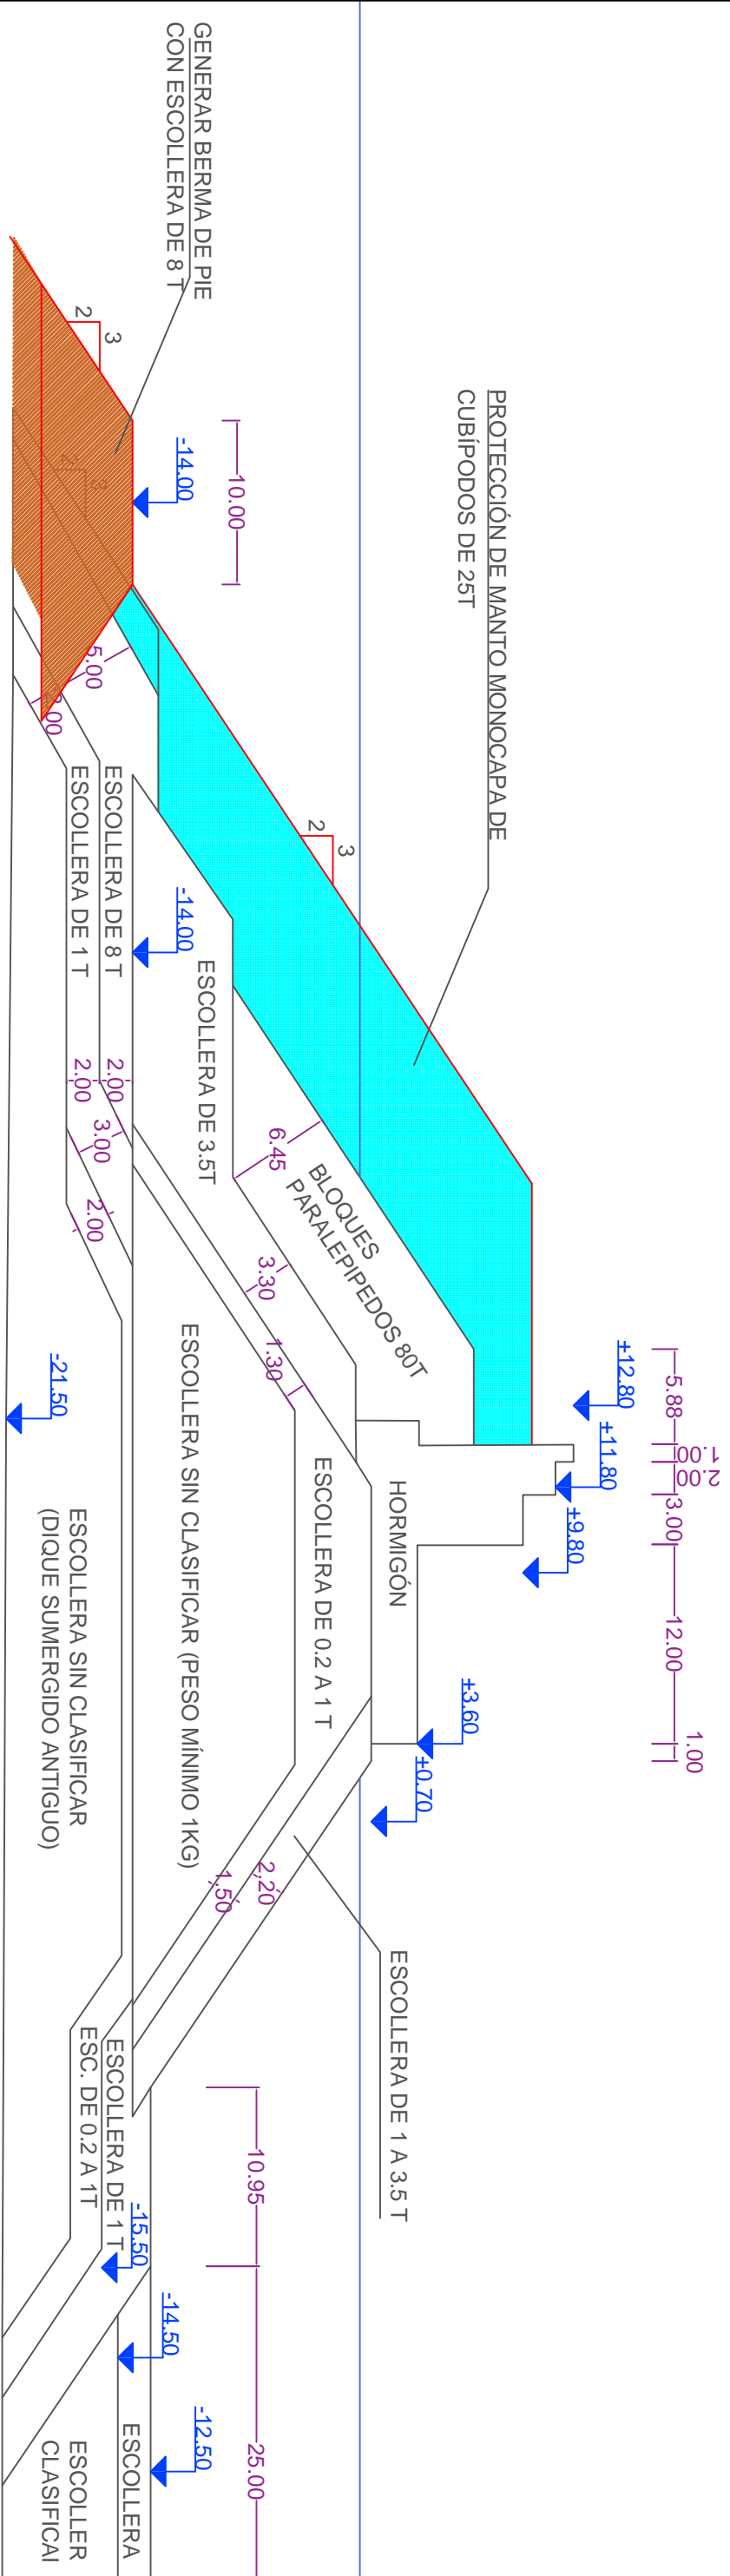 GENERAR BERMA DE PIE
CON ESCOLLERA DE 8 T
2
3
2
3
-14.00
10.00
PROTECCIÓN DE MANTO MONOCAPA DE
CUBÍPODOS DE 25T
2
3
5.00
ESCOLLERA DE 8 T
ESCOLLERA DE 1 T
-14.00
ESCOLLERA DE 3.5T
2.00
2.00
3.00
2.00
6.45
BLOQUES
PARALEPIPEDOS 80T
3.30
1.30
+12.80
+11.80
+9.80
+3.60
+0.70
5.88
1.00
2.00
3.00
12.00
1.00
HORMIGÓN
ESCOLLERA DE 0.2 A 1 T
ESCOLLERA SIN CLASIFICAR (PESO MÍNIMO 1KG)
-21.50
ESCOLLERA SIN CLASIFICAR
(DIQUE SUMERGIDO ANTIGUO)
2,20
1,50
ESCOLLERA DE 1 A 3.5 T
ESCOLLERA DE 1 T
ESC. DE 0.2 A 1T
10.95
25.00
-15.50
-14.50
-12.50
ESCOLLERA
ESCOLLER
CLASIFICAI